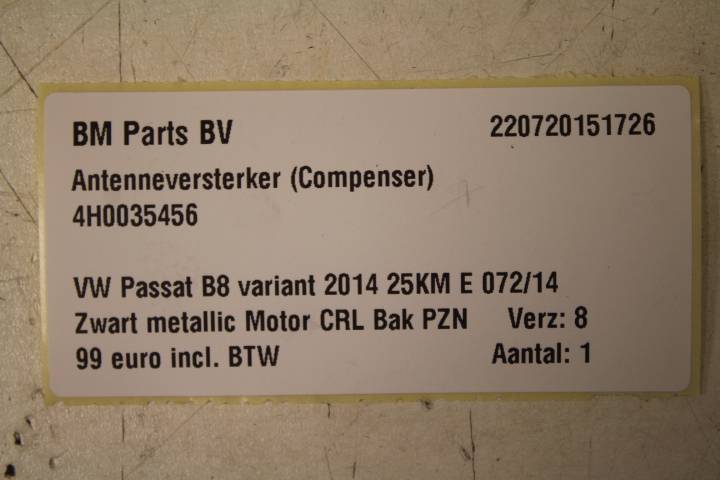 BM Parts BV 220720151726
Antenneversterker (Compenser)
4H0035456
VW Passat B8 variant 2014 25KM E 072/14
Zwart metallic Motor CRL Bak PZN Verz: 8
99 euro incl. BTW Aantal: 1